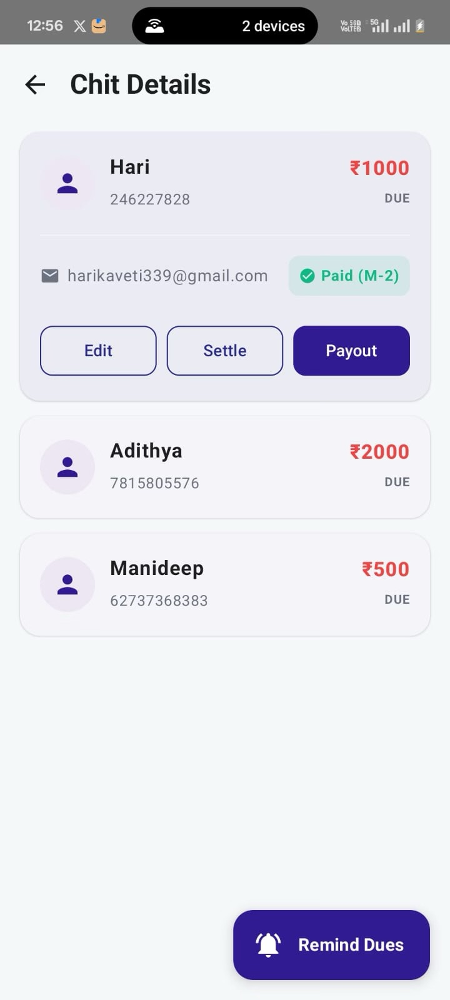 12:56 2 devices Vo 5G VoLTE 5G
Chit Details
Hari ₹1000
246227828 DUE
harikaveti339@gmail.com Paid (M-2)
Edit Settle Payout
Adithya ₹2000
7815805576 DUE
Manideep ₹500
62737368383 DUE
Remind Dues